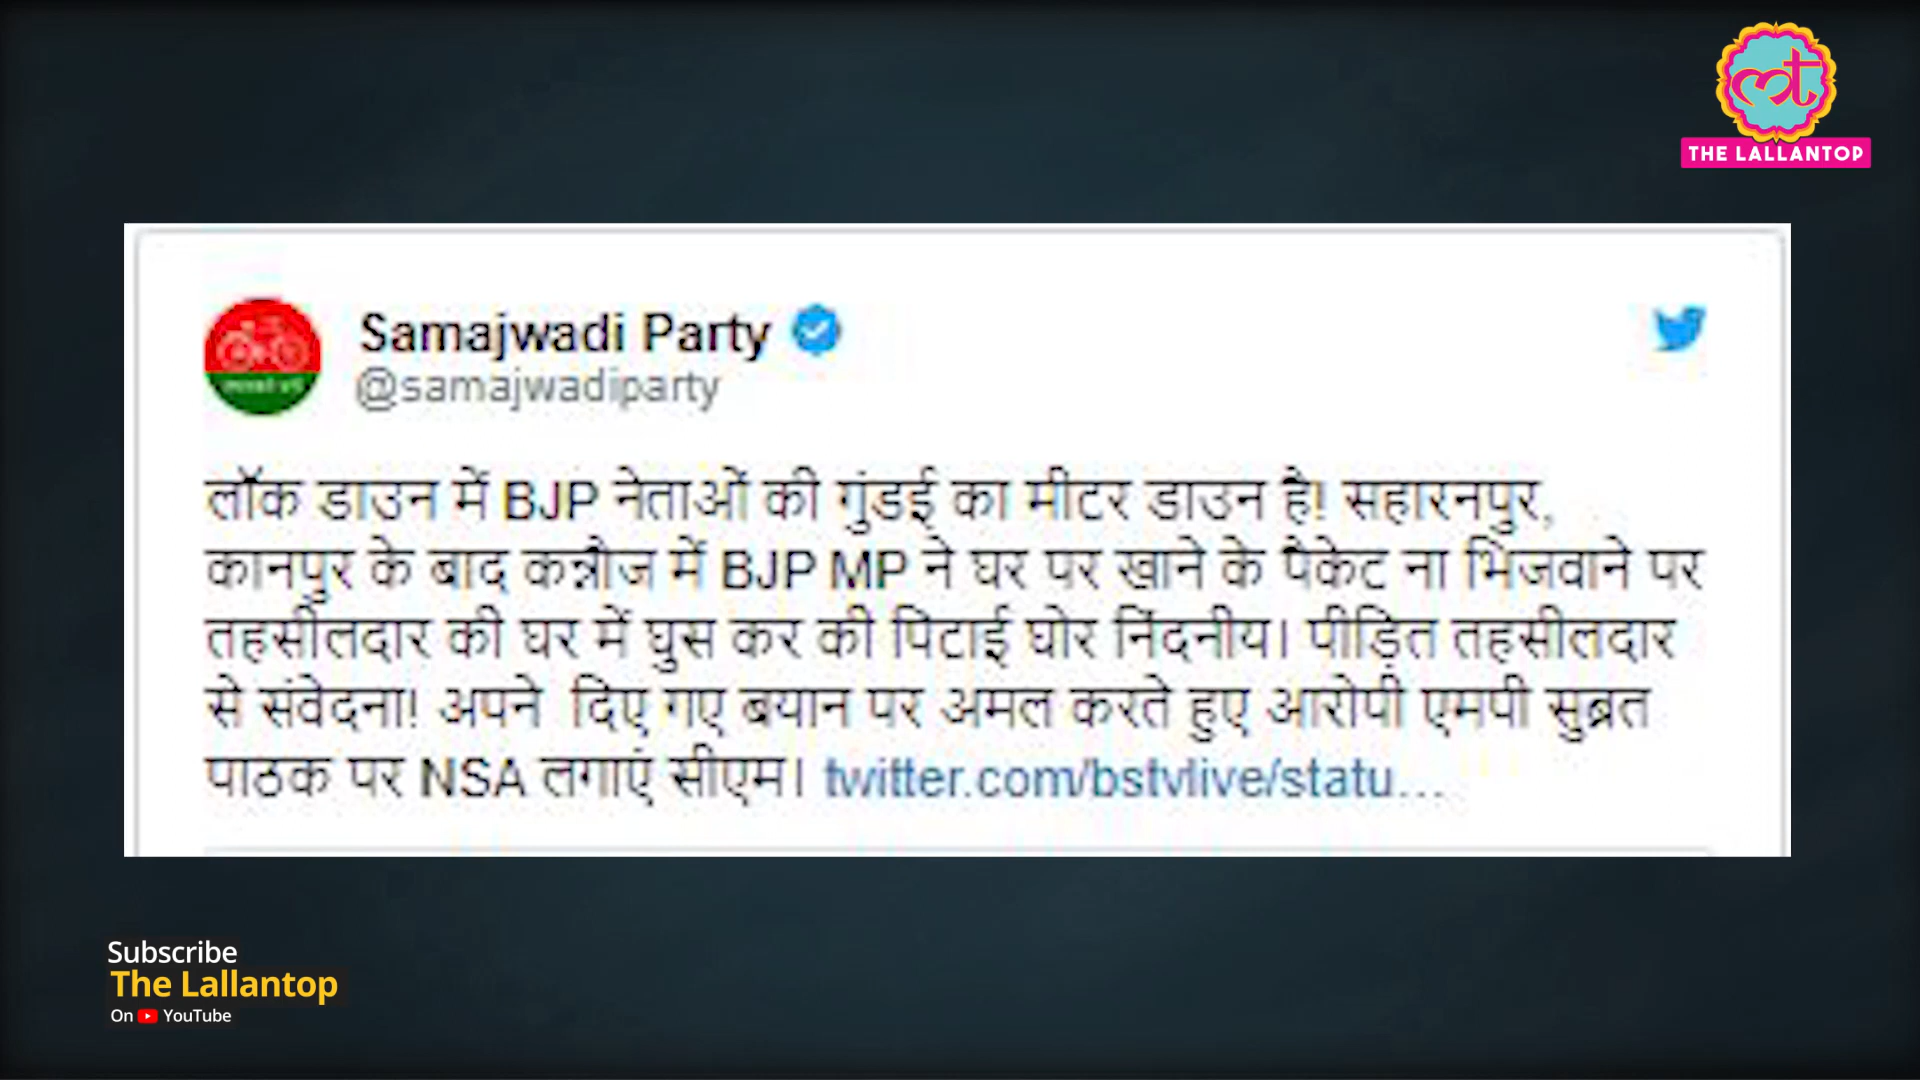 लTt
THE LALLANTOP
Samajwadi Party
@samajwadiparty
लॉक डाउन में BJP नेताओं की गुंडई का मीटर डाउन है! सहारनपुर,
कानपुर के बाद कन्नौज में BJP MP ने घर पर खाने के पैकेट ना भिजवाने पर
तहसीलदार की घर में घुस कर की पिटाई घोर निंदनीय। पीड़ित तहसीलदार
से संवेदना! अपने दिए गए बयान पर अमल करते हुए आरोपी एमपी सुब्रत
पाठक पर NSA लगाएं सीएम। twitter.com/bstvlive/statu...
Subscribe
The Lallantop
On YouTube